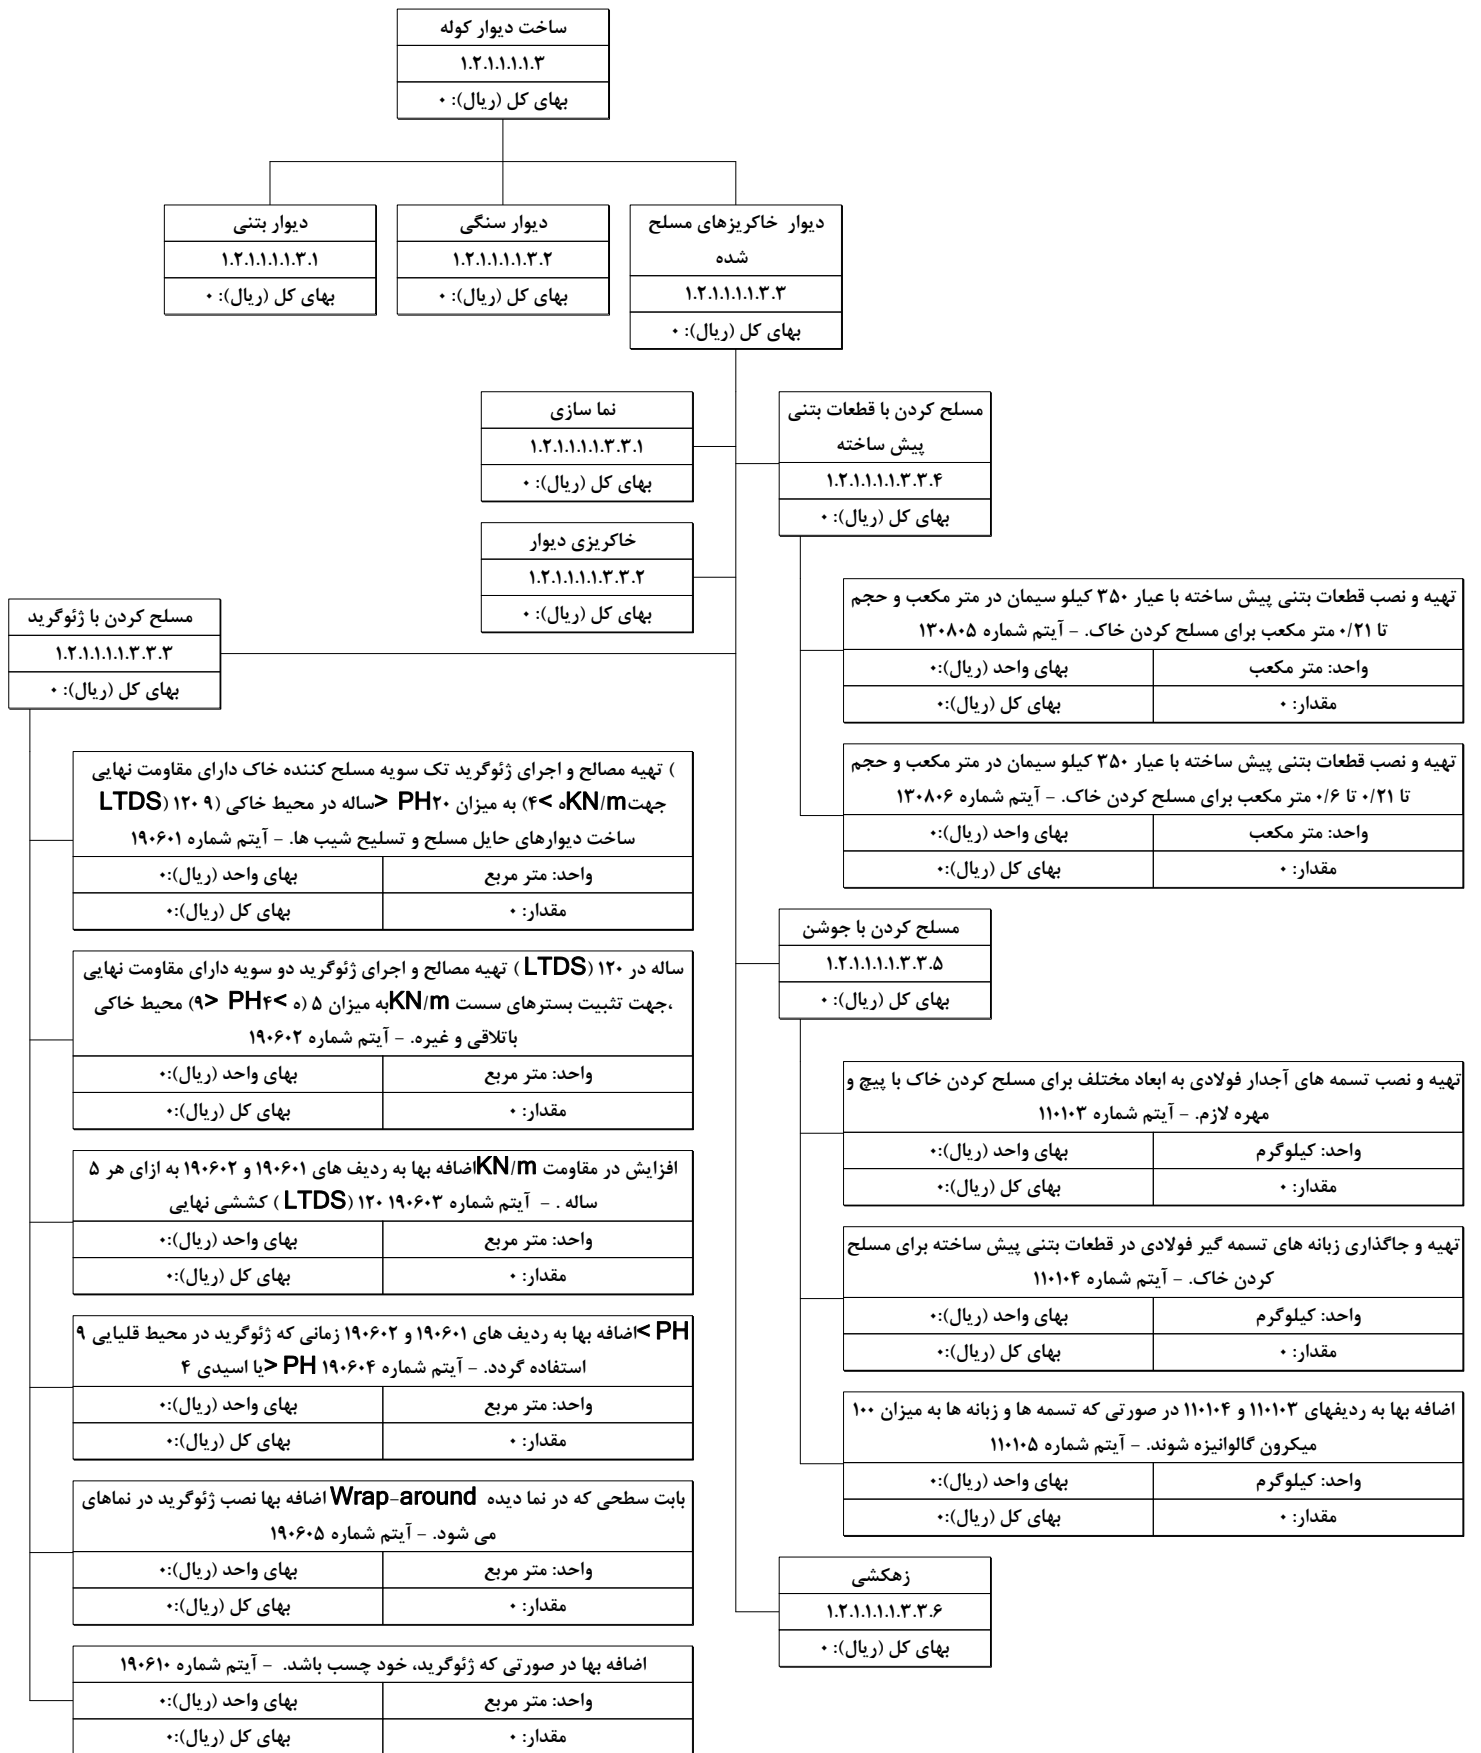 ساخت دیوار کوله
۱.۲.۱.۱.۱.۱.۳
بهای کل (ریال): ۰
دیوار بتنی
۱.۲.۱.۱.۱.۱.۳.۱
بهای کل (ریال): ۰
دیوار سنگی
۱.۲.۱.۱.۱.۱.۳.۲
بهای کل (ریال): ۰
دیوار خاکریزهای مسلح
شده
۱.۲.۱.۱.۱.۱.۳.۳
بهای کل (ریال): ۰
نما سازی
۱.۲.۱.۱.۱.۱.۳.۳.۱
بهای کل (ریال): ۰
خاکریزی دیوار
۱.۲.۱.۱.۱.۱.۳.۳.۲
بهای کل (ریال): ۰
مسلح کردن با ژئوگرید
۱.۲.۱.۱.۱.۱.۳.۳.۳
بهای کل (ریال): ۰
) تهیه مصالح و اجرای ژئوگرید تک سویه مسلح کننده خاک دارای مقاومت نهایی
جهتKN/mه >۴) به میزان ۲۰PH <ساله در محیط خاکی (۹ ۱۲۰ (LTDS
ساخت دیوارهای حایل مسلح و تسلیح شیب ها. - آیتم شماره ۱۹۰۶۰۱
واحد: متر مربع
بهای واحد (ریال):۰
مقدار: ۰
بهای کل (ریال):۰
ساله در ۱۲۰ (LTDS ) تهیه مصالح و اجرای ژئوگرید دو سویه دارای مقاومت نهایی
،جهت تثبیت بسترهای سست KN/mبه میزان ۵ (ه >۴PH <۹) محیط خاکی
باتلاقی و غیره. - آیتم شماره ۱۹۰۶۰۲
واحد: متر مربع
بهای واحد (ریال):۰
مقدار: ۰
بهای کل (ریال):۰
افزایش در مقاومت KN/mاضافه بها به ردیف های ۱۹۰۶۰۱ و ۱۹۰۶۰۲ به ازای هر ۵
ساله . - آیتم شماره ۱۹۰۶۰۳ ۱۲۰ (LTDS ) کششی نهایی
واحد: متر مربع
بهای واحد (ریال):۰
مقدار: ۰
بهای کل (ریال):۰
PH >اضافه بها به ردیف های ۱۹۰۶۰۱ و ۱۹۰۶۰۲ زمانی که ژئوگرید در محیط قلیایی ۹
استفاده گردد. - آیتم شماره ۱۹۰۶۰۴ PH <یا اسیدی ۴
واحد: متر مربع
بهای واحد (ریال):۰
مقدار: ۰
بهای کل (ریال):۰
بابت سطحی که در نما دیده Wrap-around اضافه بها نصب ژئوگرید در نماهای
می شود. - آیتم شماره ۱۹۰۶۰۵
واحد: متر مربع
بهای واحد (ریال):۰
مقدار: ۰
بهای کل (ریال):۰
اضافه بها در صورتی که ژئوگرید، خود چسب باشد. - آیتم شماره ۱۹۰۶۱۰
واحد: متر مربع
بهای واحد (ریال):۰
مقدار: ۰
بهای کل (ریال):۰
مسلح کردن با قطعات بتنی
پیش ساخته
۱.۲.۱.۱.۱.۱.۳.۳.۴
بهای کل (ریال): ۰
تهیه و نصب قطعات بتنی پیش ساخته با عیار ۳۵۰ کیلو سیمان در متر مکعب و حجم
تا ۰/۲۱ متر مکعب برای مسلح کردن خاک. - آیتم شماره ۱۳۰۸۰۵
واحد: متر مکعب
بهای واحد (ریال):۰
مقدار: ۰
بهای کل (ریال):۰
تهیه و نصب قطعات بتنی پیش ساخته با عیار ۳۵۰ کیلو سیمان در متر مکعب و حجم
تا ۰/۲۱ تا ۰/۶ متر مکعب برای مسلح کردن خاک. - آیتم شماره ۱۳۰۸۰۶
واحد: متر مکعب
بهای واحد (ریال):۰
مقدار: ۰
بهای کل (ریال):۰
مسلح کردن با جوشن
۱.۲.۱.۱.۱.۱.۳.۳.۵
بهای کل (ریال): ۰
تهیه و نصب تسمه های آجدار فولادی به ابعاد مختلف برای مسلح کردن خاک با پیچ و
مهره لازم. - آیتم شماره ۱۱۰۱۰۳
واحد: کیلوگرم
بهای واحد (ریال):۰
مقدار: ۰
بهای کل (ریال):۰
تهیه و جاگذاری زبانه های تسمه گیر فولادی در قطعات بتنی پیش ساخته برای مسلح
کردن خاک. - آیتم شماره ۱۱۰۱۰۴
واحد: کیلوگرم
بهای واحد (ریال):۰
مقدار: ۰
بهای کل (ریال):۰
اضافه بها به ردیفهای ۱۱۰۱۰۳ و ۱۱۰۱۰۴ در صورتی که تسمه ها و زبانه ها به میزان ۱۰۰
میکرون گالوانیزه شوند. - آیتم شماره ۱۱۰۱۰۵
واحد: کیلوگرم
بهای واحد (ریال):۰
مقدار: ۰
بهای کل (ریال):۰
زهکشی
۱.۲.۱.۱.۱.۱.۳.۳.۶
بهای کل (ریال): ۰